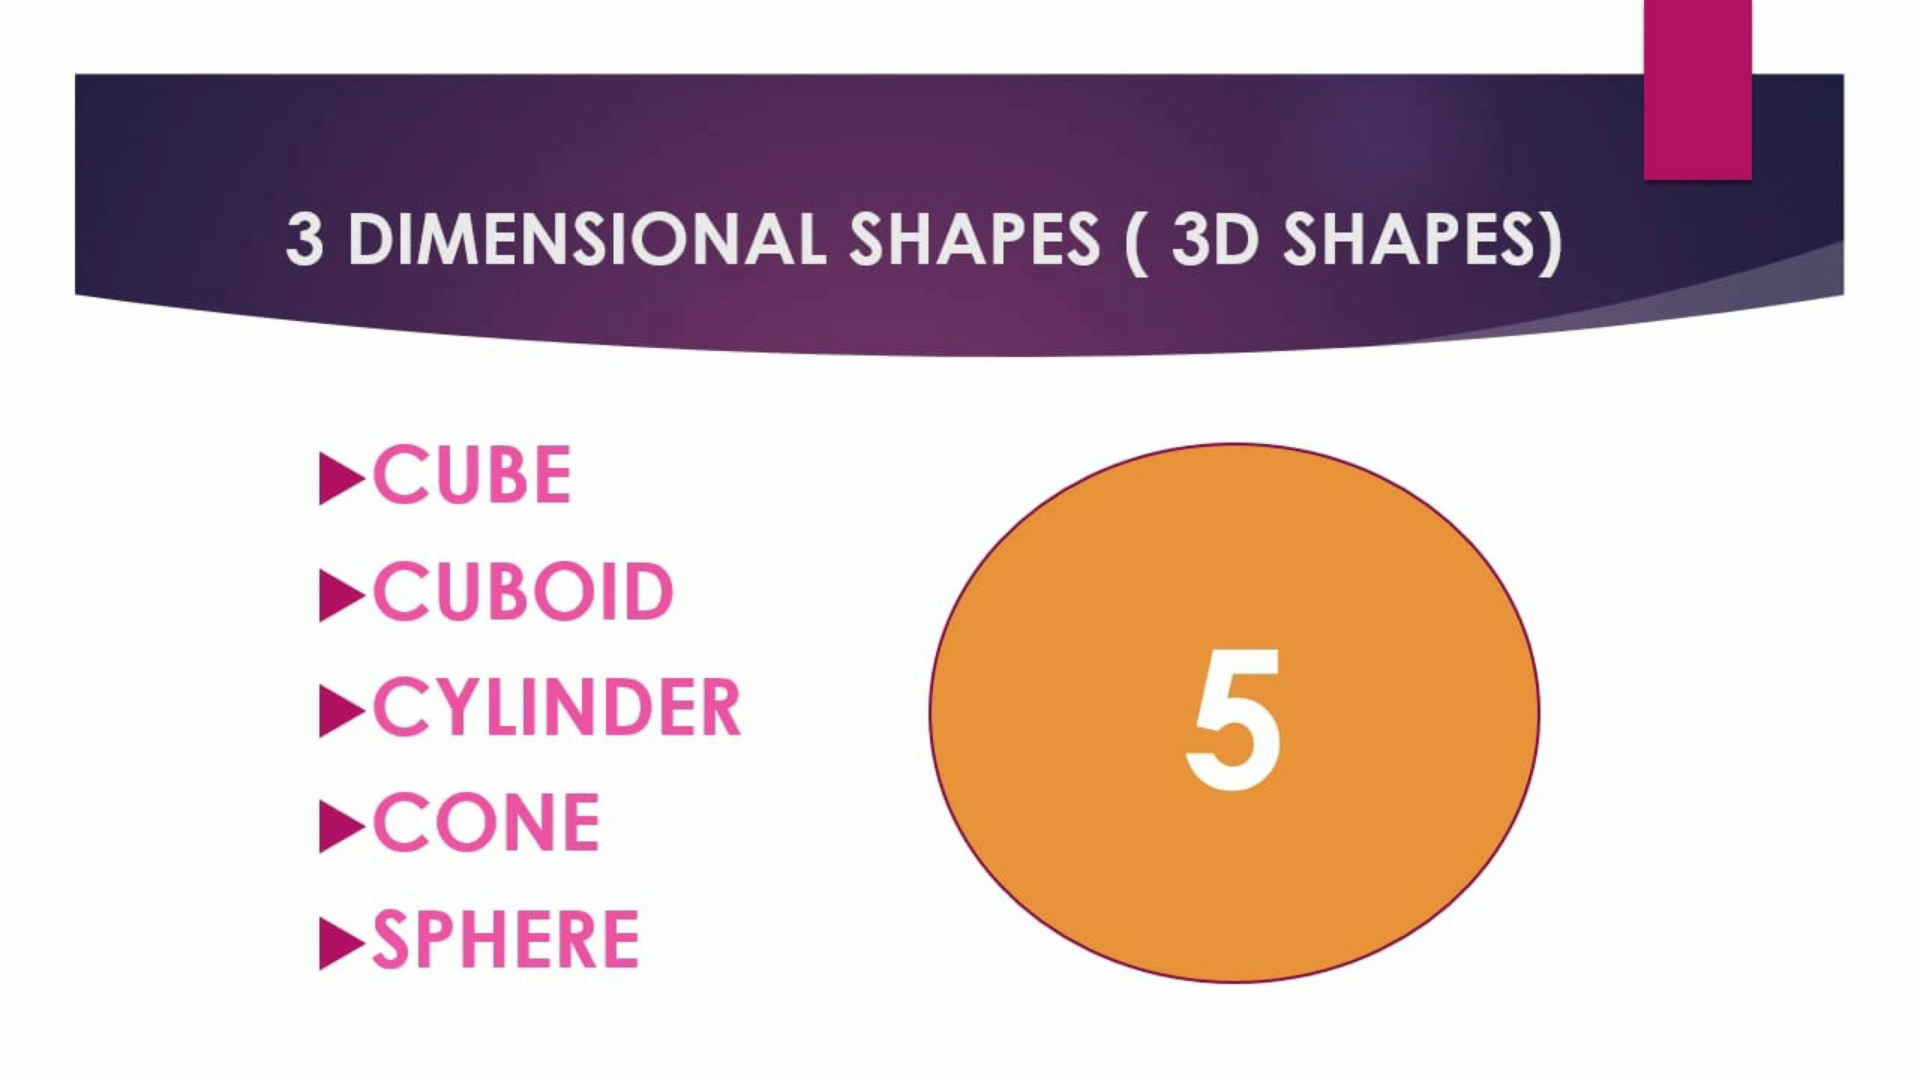 3 DIMENSIONAL SHAPES ( 3D SHAPES)
CUBE
CUBOID
CYLINDER
CONE
SPHERE
5